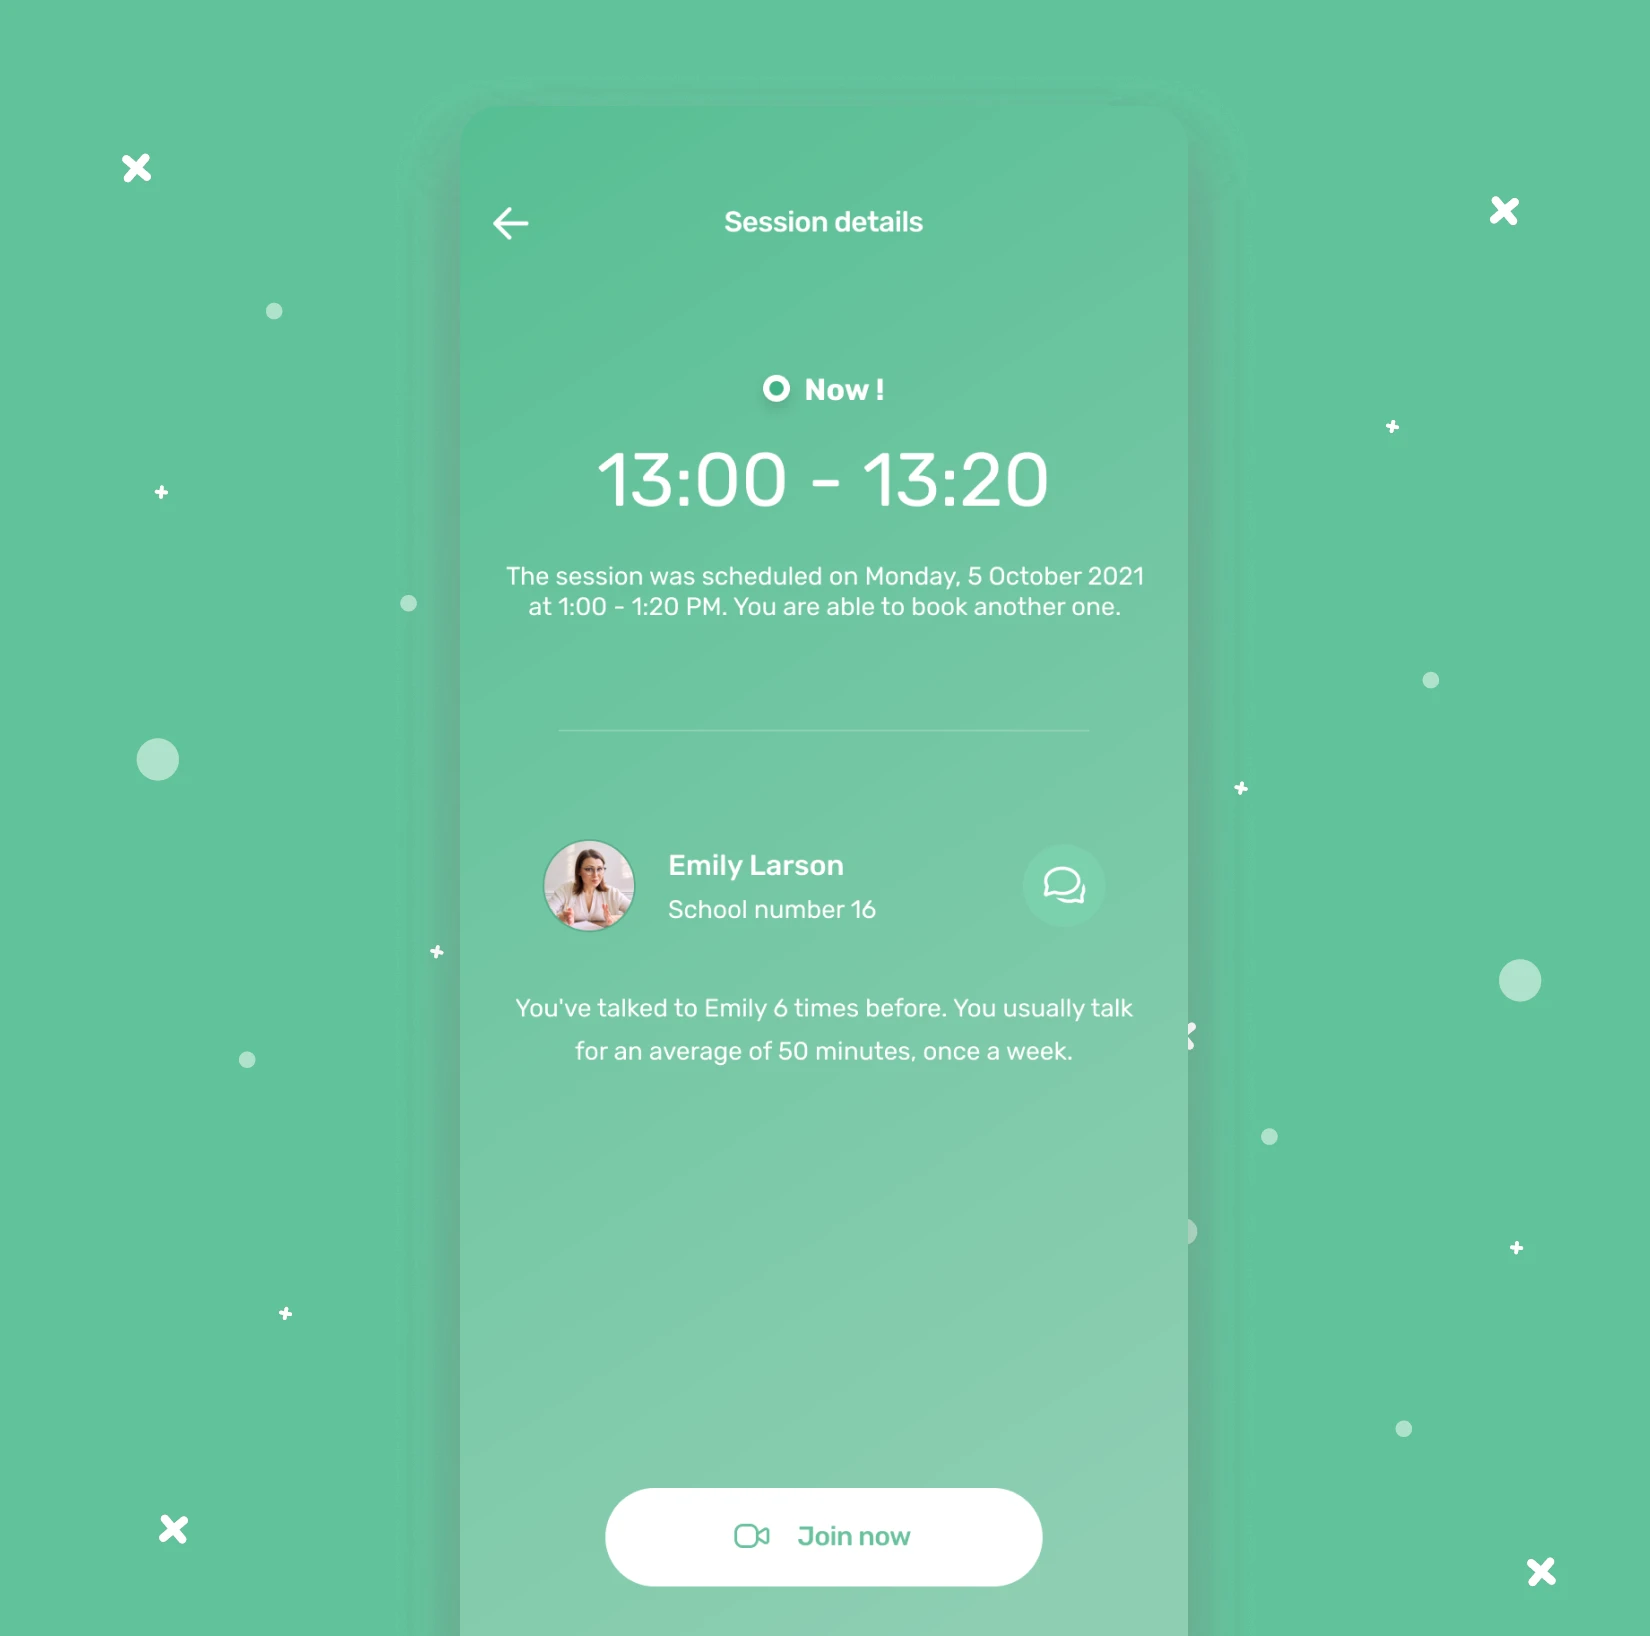 Session details
Now !
13:00 - 13:20
The session was scheduled on Monday, 5 October 2021
at 1:00 - 1:20 PM. You are able to book another one.
Emily Larson
School number 16
You've talked to Emily 6 times before. You usually talk
for an average of 50 minutes, once a week.
Join now